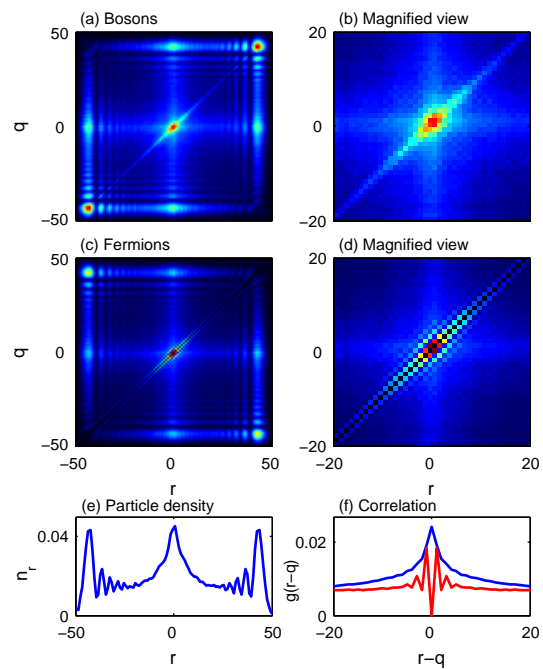 (a) Bosons
(b) Magnified view
50
q
0
−50
20
0
−20
(c) Fermions
(d) Magnified view
50
q
0
−50
−50 0 50
r
20
0
−20
−20 0 20
r
(e) Particle density
(f) Correlation
0.04
n_r
0
−50 0 50
r
0.02
g(r−q)
0
−20 0 20
r−q